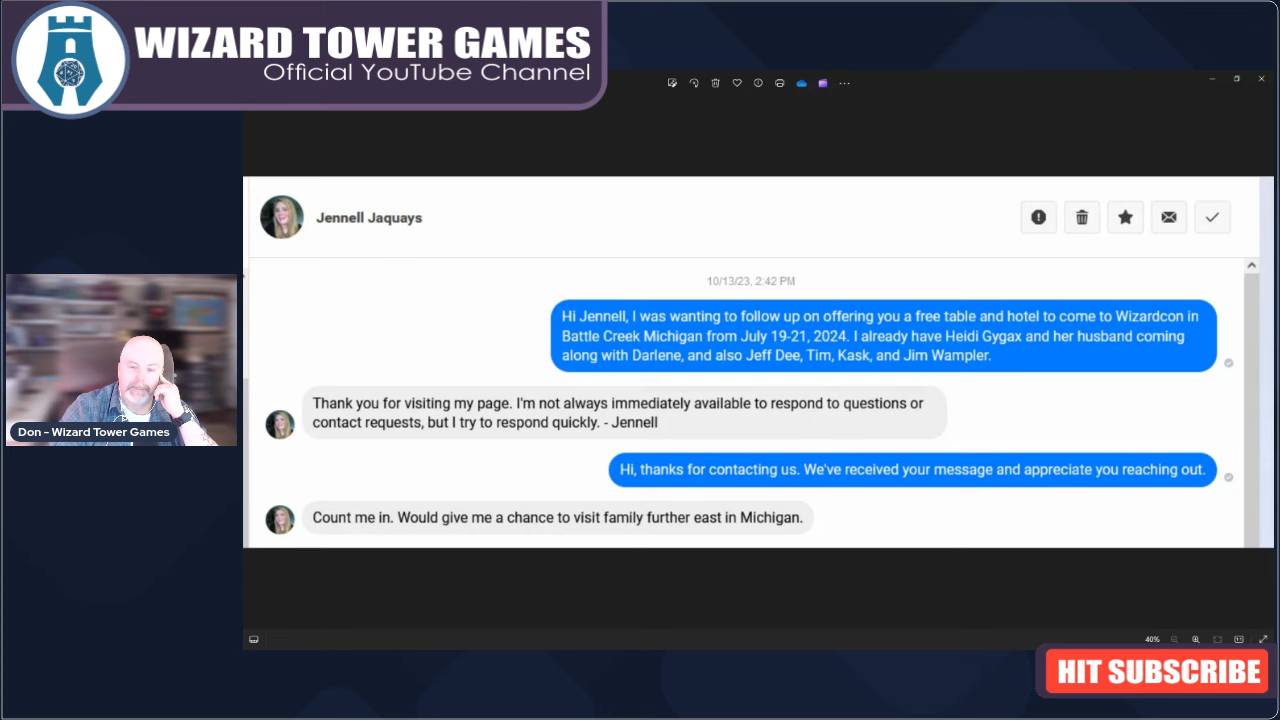 WIZARD TOWER GAMES
Official YouTube Channel
Jennell Jaquays
10/13/23, 2:42 PM
Hi Jennell, I was wanting to follow up on offering you a free table and hotel to come to Wizardcon in
Battle Creek Michigan from July 19-21, 2024. I already have Heidi Gygax and her husband coming
along with Darlene, and also Jeff Dee, Tim, Kask, and Jim Wampler.
Thank you for visiting my page. I'm not always immediately available to respond to questions or
contact requests, but I try to respond quickly. - Jennell
Hi, thanks for contacting us. We've received your message and appreciate you reaching out.
Count me in. Would give me a chance to visit family further east in Michigan.
Don - Wizard Tower Games
40%
HIT SUBSCRIBE